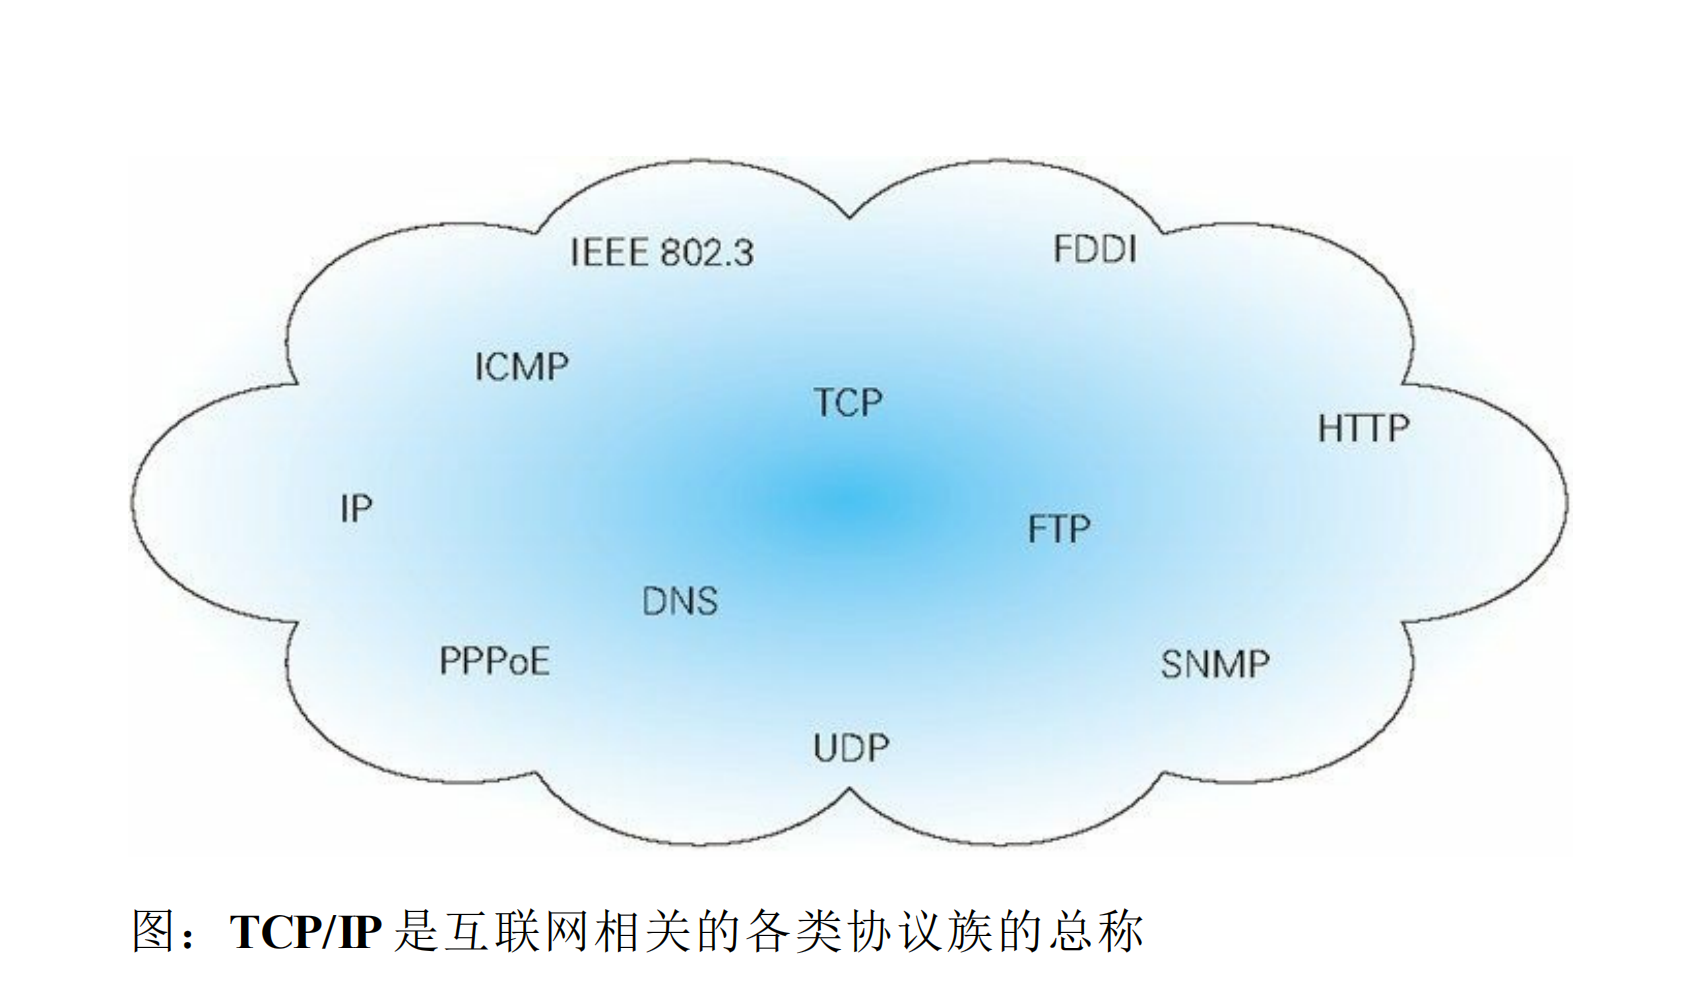 IEEE 802.3
FDDI
ICMP
TCP
HTTP
IP
FTP
DNS
PPPoE
SNMP
UDP
图：TCP/IP 是互联网相关的各类协议族的总称